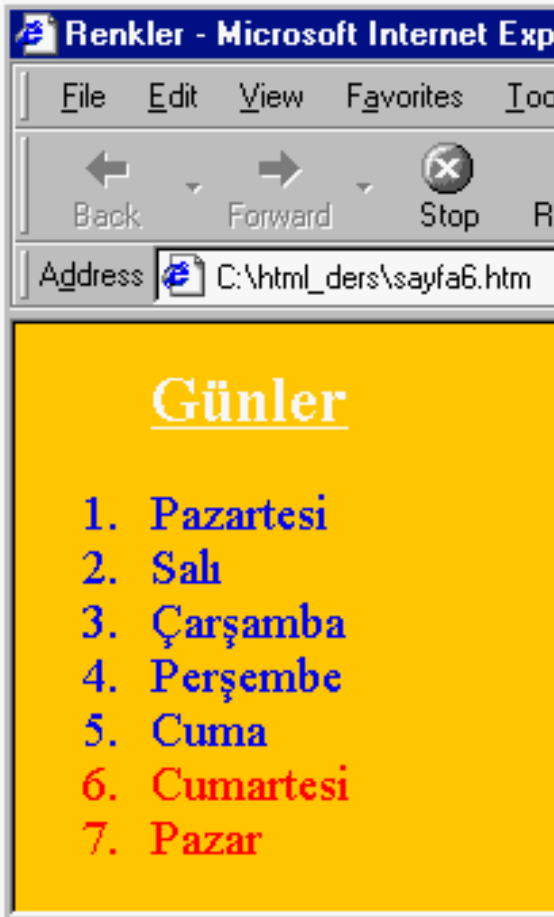 Renkler - Microsoft Internet Exp
File Edit View Favorites Too
Back Forward Stop R
Address C:\html_ders\sayfa6.htm
Günler
1. Pazartesi
2. Salı
3. Çarşamba
4. Perşembe
5. Cuma
6. Cumartesi
7. Pazar